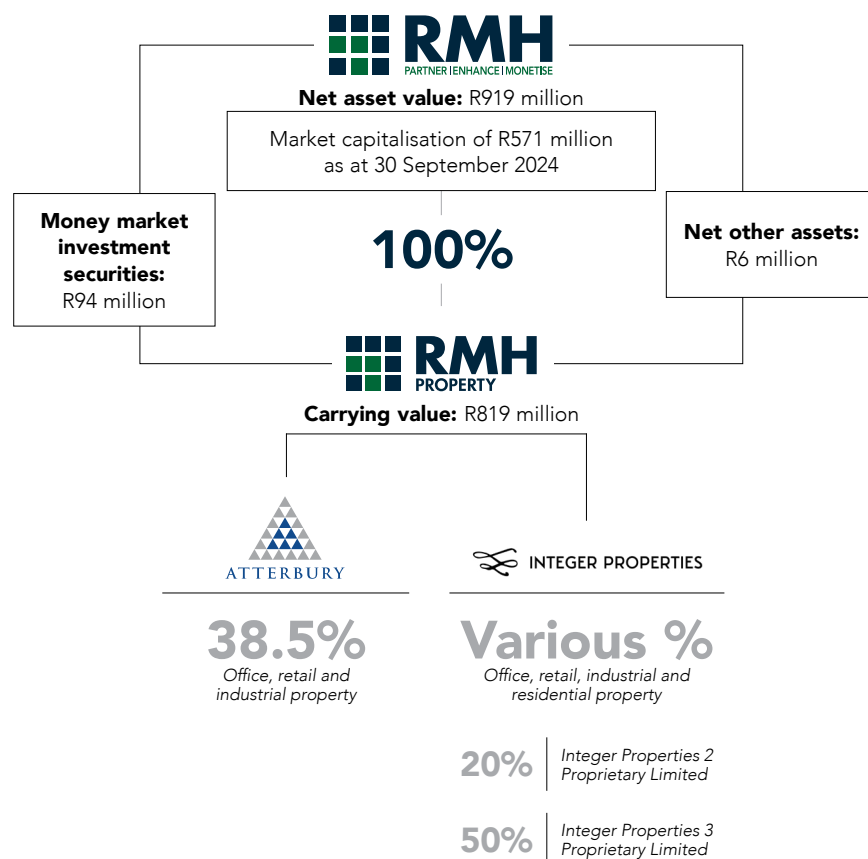 RMH
PARTNER|ENHANCE|MONETISE
Net asset value: R919 million
Market capitalisation of R571 million
as at 30 September 2024
Money market
investment
securities:
R94 million
100%
Net other assets:
R6 million
RMH
PROPERTY
Carrying value: R819 million
ATTERBURY
38.5%
Office, retail and
industrial property
INTEGER PROPERTIES
Various %
Office, retail, industrial and
residential property
20%
Integer Properties 2
Proprietary Limited
50%
Integer Properties 3
Proprietary Limited